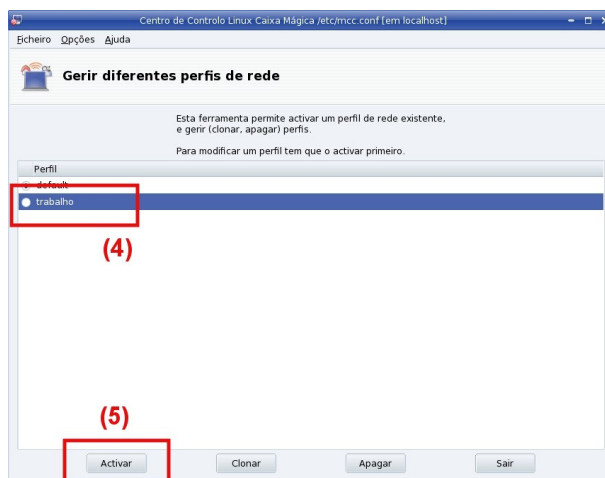 Centro de Controlo Linux Caixa Mágica /etc/mcc.conf [em localhost]
Ficheiro Opções Ajuda
Gerir diferentes perfis de rede
Esta ferramenta permite activar um perfil de rede existente,
e gerir (clonar, apagar) perfis.
Para modificar um perfil tem que o activar primeiro.
Perfil
default
trabalho
(4)
(5)
Activar Clonar Apagar Sair